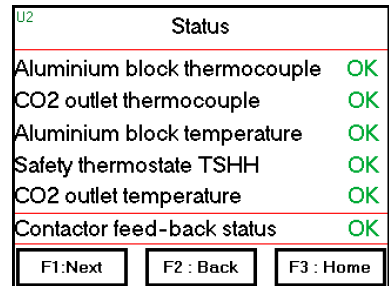 U2
Status
Aluminium block thermocouple OK
CO2 outlet thermocouple OK
Aluminium block temperature OK
Safety thermostate TSHH OK
CO2 outlet temperature OK
Contactor feed-back status OK
F1:Next F2 : Back F3 : Home